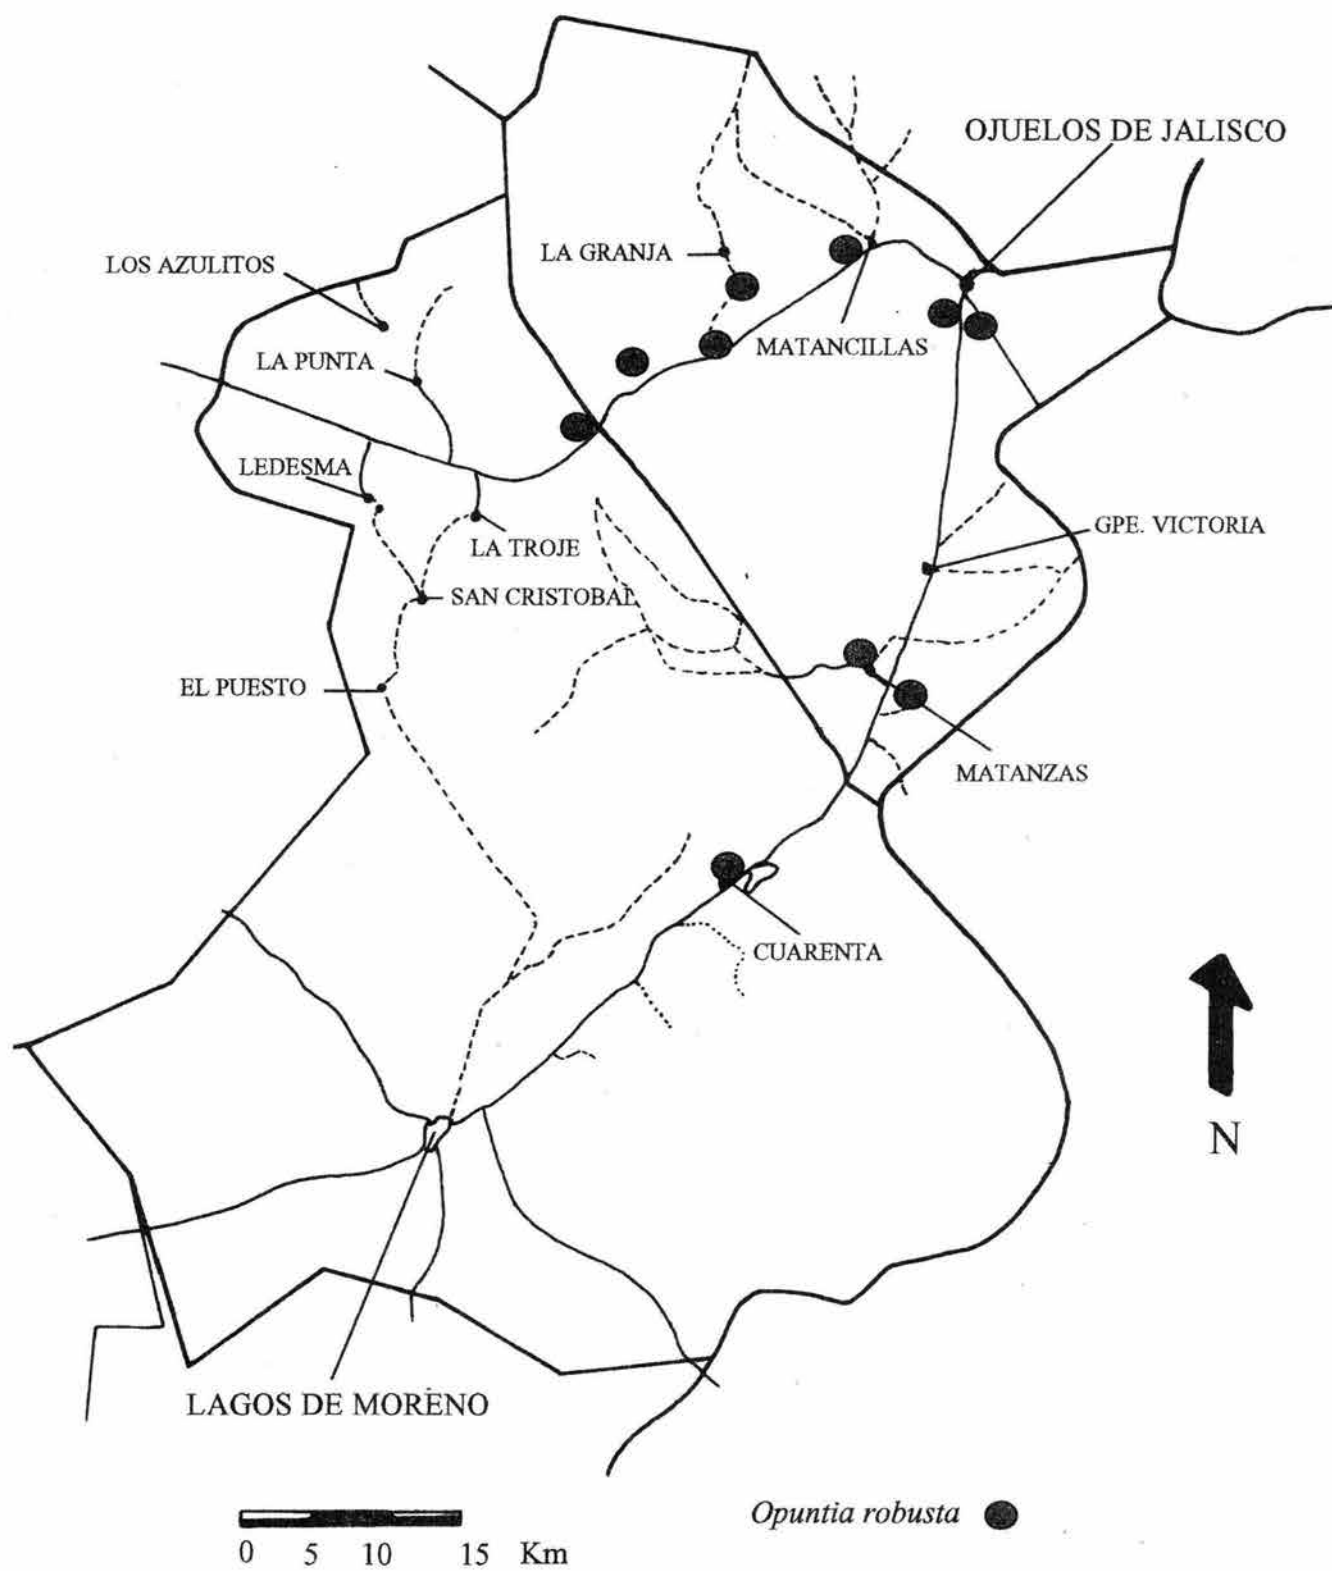 OJUELOS DE JALISCO
LA GRANJA
LOS AZULITOS
MATANCILLAS
LA PUNTA
LEDESMA
GPE. VICTORIA
LA TROJE
SAN CRISTOBAL
EL PUESTO
MATANZAS
CUARENTA
N
LAGOS DE MORENO
Opuntia robusta
0 5 10 15 Km